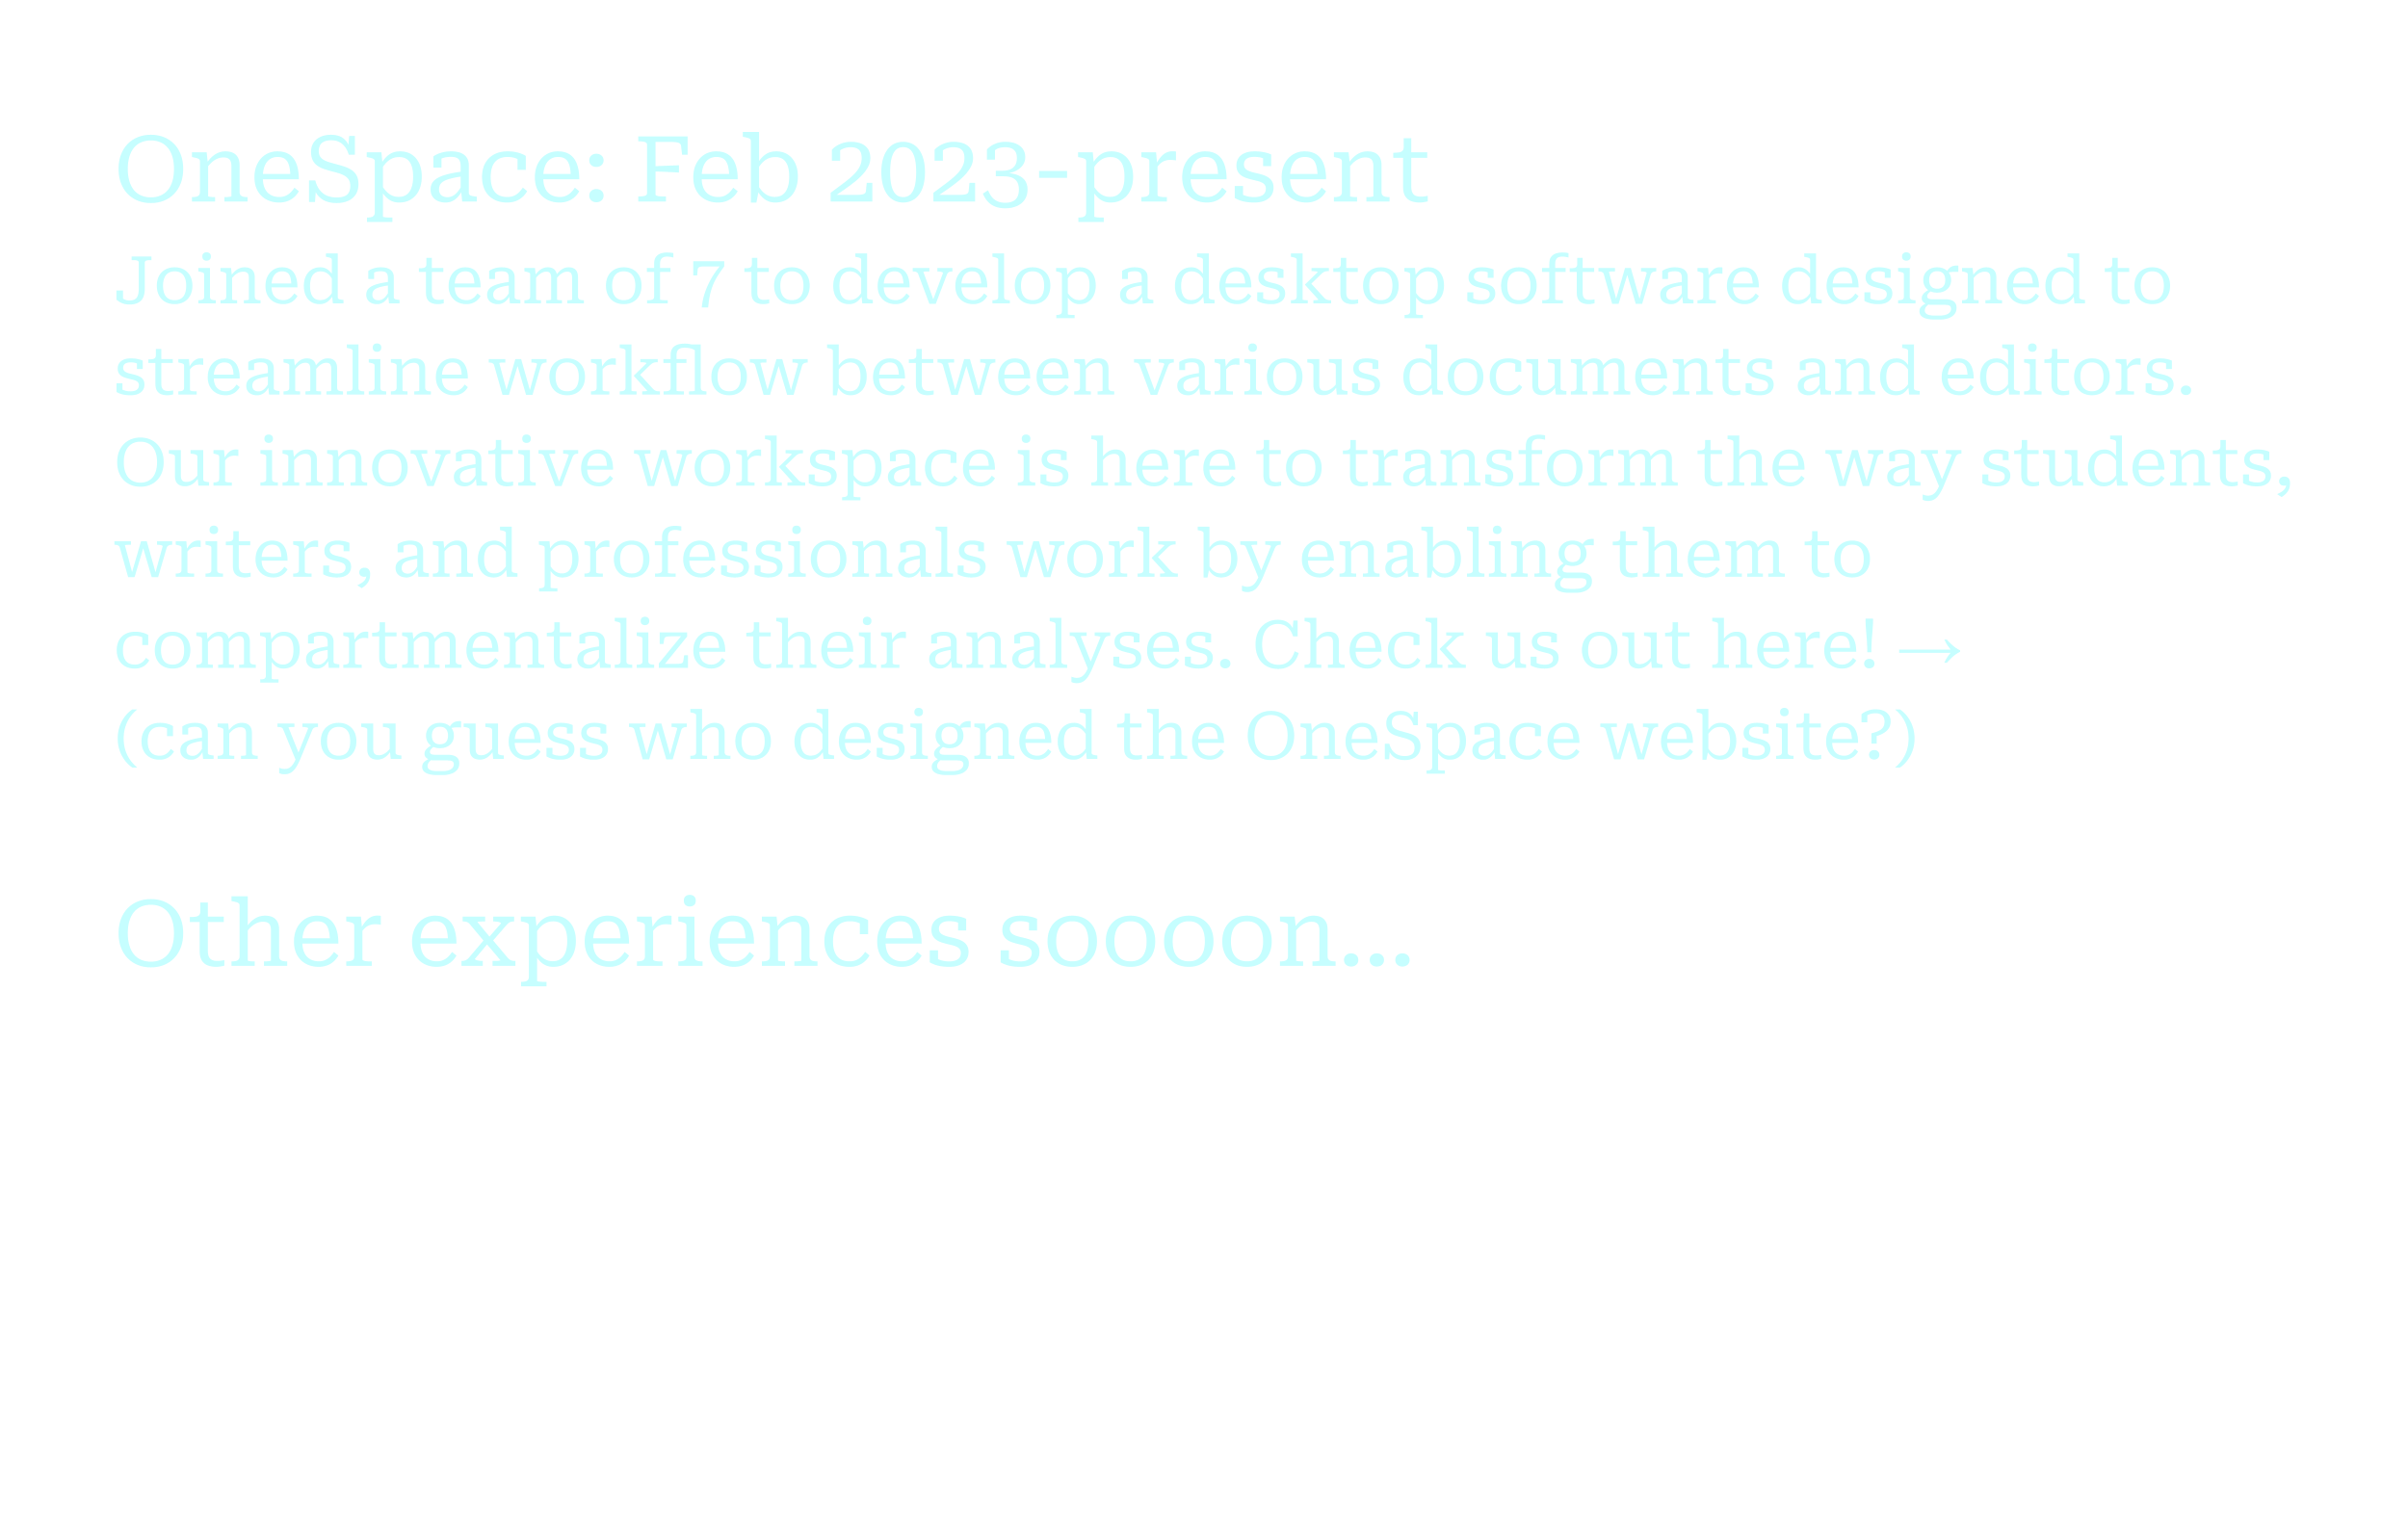 OneSpace: Feb 2023-present
Joined a team of 7 to develop a desktop software designed to
streamline workflow between various documents and editors.
Our innovative workspace is here to transform the way students,
writers, and professionals work by enabling them to
compartmentalize their analyses. Check us out here! →
(can you guess who designed the OneSpace website?)
Other experiences soooon...